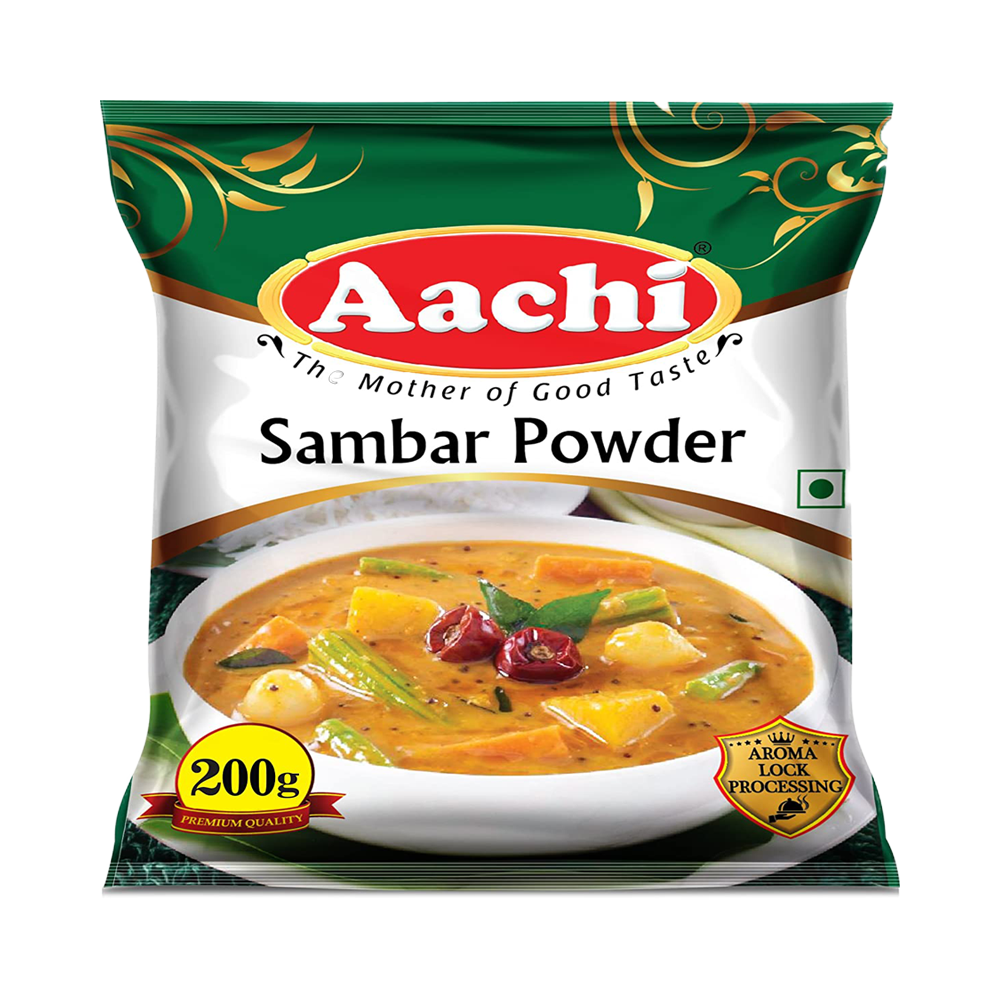 Aachi®
The Mother of Good Taste
Sambar Powder
200g
PREMIUM QUALITY
AROMA
LOCK
PROCESSING